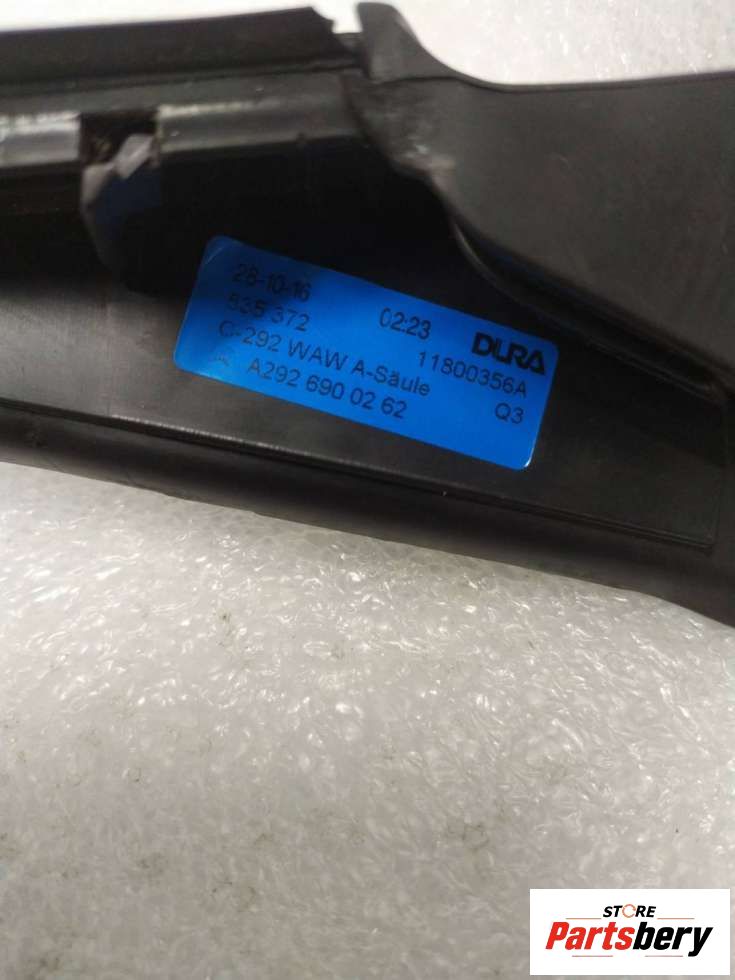 28-10-16 02:23 DURA
835 372 11800356A
C-292 WAW A-Säule Q3
A292 690 02 62
STORE
Partsbery